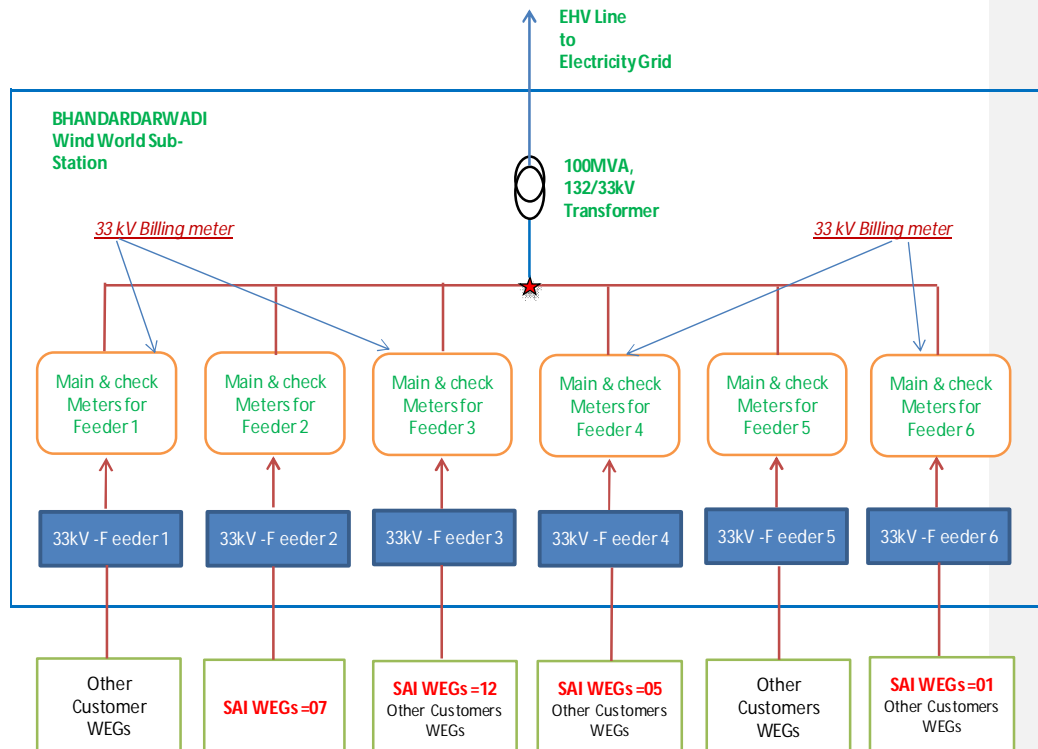 EHV Line
to
Electricity Grid
BHANDARDARWADI
Wind World Sub-
Station
100MVA,
132/33kV
Transformer
33 kV Billing meter
33 kV Billing meter
Main & check
Meters for
Feeder 1
Main & check
Meters for
Feeder 2
Main & check
Meters for
Feeder 3
Main & check
Meters for
Feeder 4
Main & check
Meters for
Feeder 5
Main & check
Meters for
Feeder 6
33kV -F eeder 1
33kV -F eeder 2
33kV -F eeder 3
33kV -F eeder 4
33kV -F eeder 5
33kV -F eeder 6
Other
Customer
WEGs
SAI WEGs =07
SAI WEGs =12
Other Customers
WEGs
SAI WEGs =05
Other Customers
WEGs
Other
Customers
WEGs
SAI WEGs =01
Other Customers
WEGs